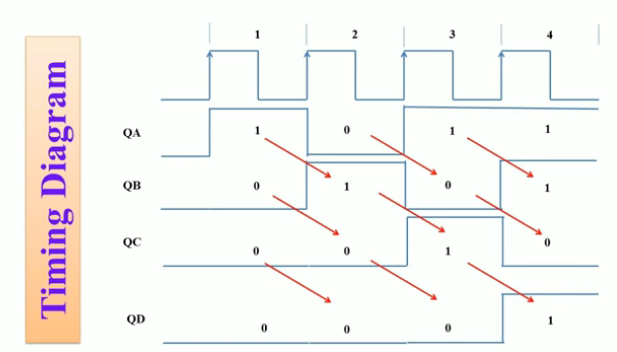 Timing Diagram
1 2 3 4
QA 1 0 1 1
QB 0 1 0 1
QC 0 0 1 0
QD 0 0 0 1